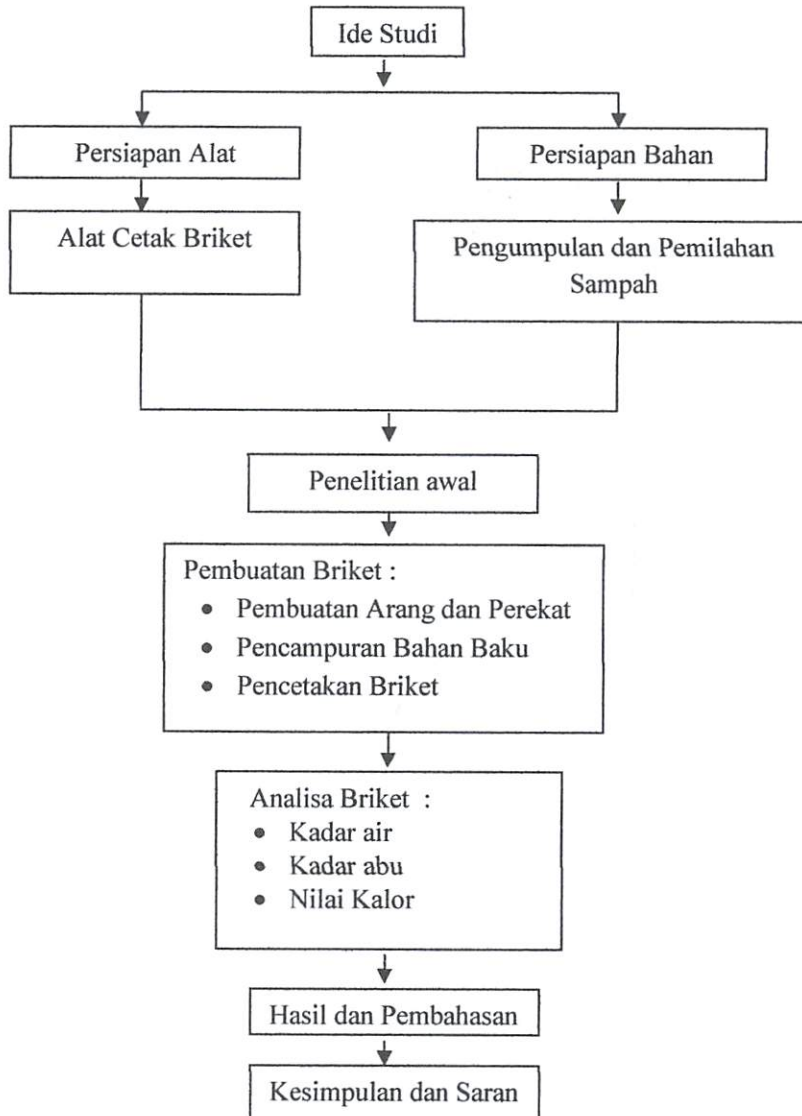 Ide Studi
Persiapan Alat
Persiapan Bahan
Alat Cetak Briket
Pengumpulan dan Pemilahan
Sampah
Penelitian awal
Pembuatan Briket :
• Pembuatan Arang dan Perekat
• Pencampuran Bahan Baku
• Pencetakan Briket
Analisa Briket :
• Kadar air
• Kadar abu
• Nilai Kalor
Hasil dan Pembahasan
Kesimpulan dan Saran